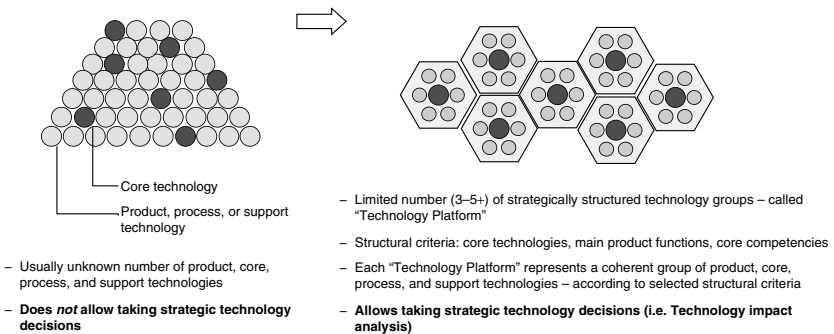 Core technology
Product, process, or support
technology
– Usually unknown number of product, core,
process, and support technologies
– Does not allow taking strategic technology
decisions
– Limited number (3–5+) of strategically structured technology groups – called
“Technology Platform”
– Structural criteria: core technologies, main product functions, core competencies
– Each “Technology Platform” represents a coherent group of product, core,
process, and support technologies – according to selected structural criteria
– Allows taking strategic technology decisions (i.e. Technology impact
analysis)